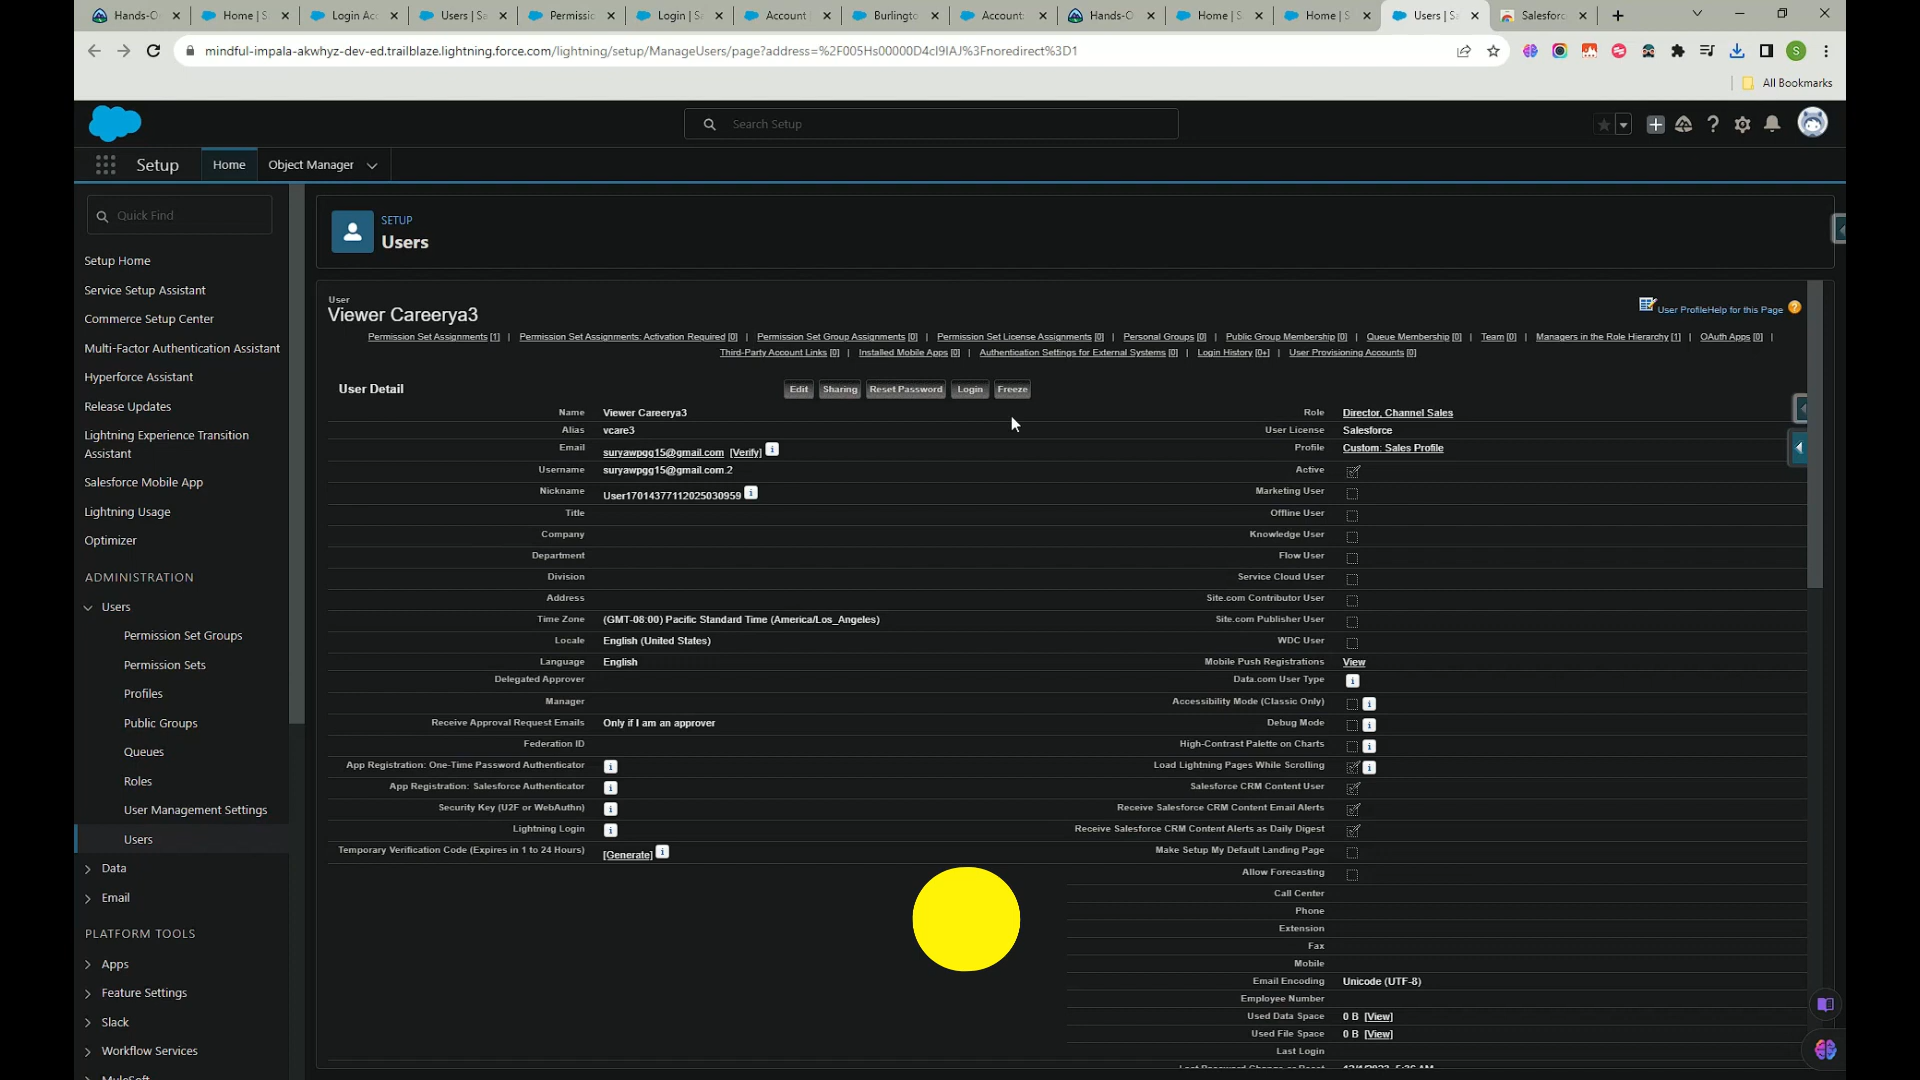 Hands-O
Home | S
Login Ac
Users | Sa
Permissio
Login | Sa
Account
Burlingto
Account
Hands-O
Home | S
Home | S
Users | Sa
Salesforc
mindful-impala-akwhyz-dev-ed.trailblaze.lightning.force.com/lightning/setup/ManageUsers/page?address=%2F005Hs00000D4cI9IAJ%3Fnoredirect%3D1
S
All Bookmarks
Search Setup
Setup Home Object Manager
Quick Find
Setup Home
Service Setup Assistant
Commerce Setup Center
Multi-Factor Authentication Assistant
Hyperforce Assistant
Release Updates
Lightning Experience Transition
Assistant
Salesforce Mobile App
Lightning Usage
Optimizer
ADMINISTRATION
Users
Permission Set Groups
Permission Sets
Profiles
Public Groups
Queues
Roles
User Management Settings
Users
Data
Email
PLATFORM TOOLS
Apps
Feature Settings
Slack
Workflow Services
MuleSoft
SETUP
Users
User
Viewer Careerya3
User Profile Help for this Page
Permission Set Assignments [1] | Permission Set Assignments: Activation Required [0] | Permission Set Group Assignments [0] | Permission Set License Assignments [0] | Personal Groups [0] | Public Group Membership [0] | Queue Membership [0] | Team [0] | Managers in the Role Hierarchy [1] | OAuth Apps [0] |
Third-Party Account Links [0] | Installed Mobile Apps [0] | Authentication Settings for External Systems [0] | Login History [0+] | User Provisioning Accounts [0]
User Detail Edit Sharing Reset Password Login Freeze
Name Viewer Careerya3
Alias vcare3
Email suryawpgg15@gmail.com [Verify]
Username suryawpgg15@gmail.com.2
Nickname User17014377112025030959
Title
Company
Department
Division
Address
Time Zone (GMT-08:00) Pacific Standard Time (America/Los_Angeles)
Locale English (United States)
Language English
Delegated Approver
Manager
Receive Approval Request Emails Only if I am an approver
Federation ID
App Registration: One-Time Password Authenticator
App Registration: Salesforce Authenticator
Security Key (U2F or WebAuthn)
Lightning Login
Temporary Verification Code (Expires in 1 to 24 Hours) [Generate]
Role Director, Channel Sales
User License Salesforce
Profile Custom: Sales Profile
Active
Marketing User
Offline User
Knowledge User
Flow User
Service Cloud User
Site.com Contributor User
Site.com Publisher User
WDC User
Mobile Push Registrations View
Data.com User Type
Accessibility Mode (Classic Only)
Debug Mode
High-Contrast Palette on Charts
Load Lightning Pages While Scrolling
Salesforce CRM Content User
Receive Salesforce CRM Content Email Alerts
Receive Salesforce CRM Content Alerts as Daily Digest
Make Setup My Default Landing Page
Allow Forecasting
Call Center
Phone
Extension
Fax
Mobile
Email Encoding Unicode (UTF-8)
Employee Number
Used Data Space 0 B [View]
Used File Space 0 B [View]
Last Login
Last Password Change or Reset 12/1/2023, 5:36 AM